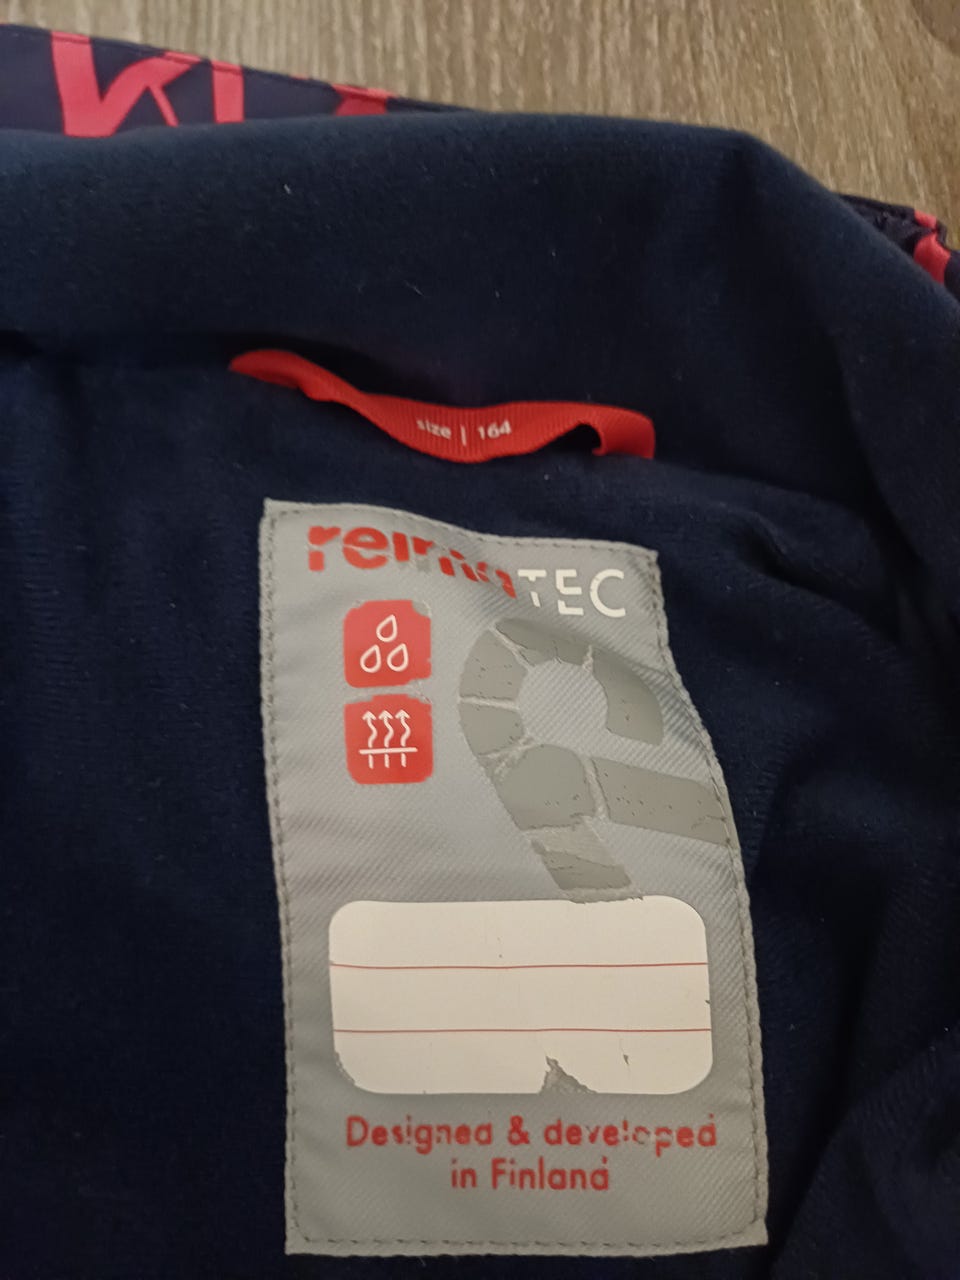 size | 164
reimaTEC
Designed & developed
in Finland